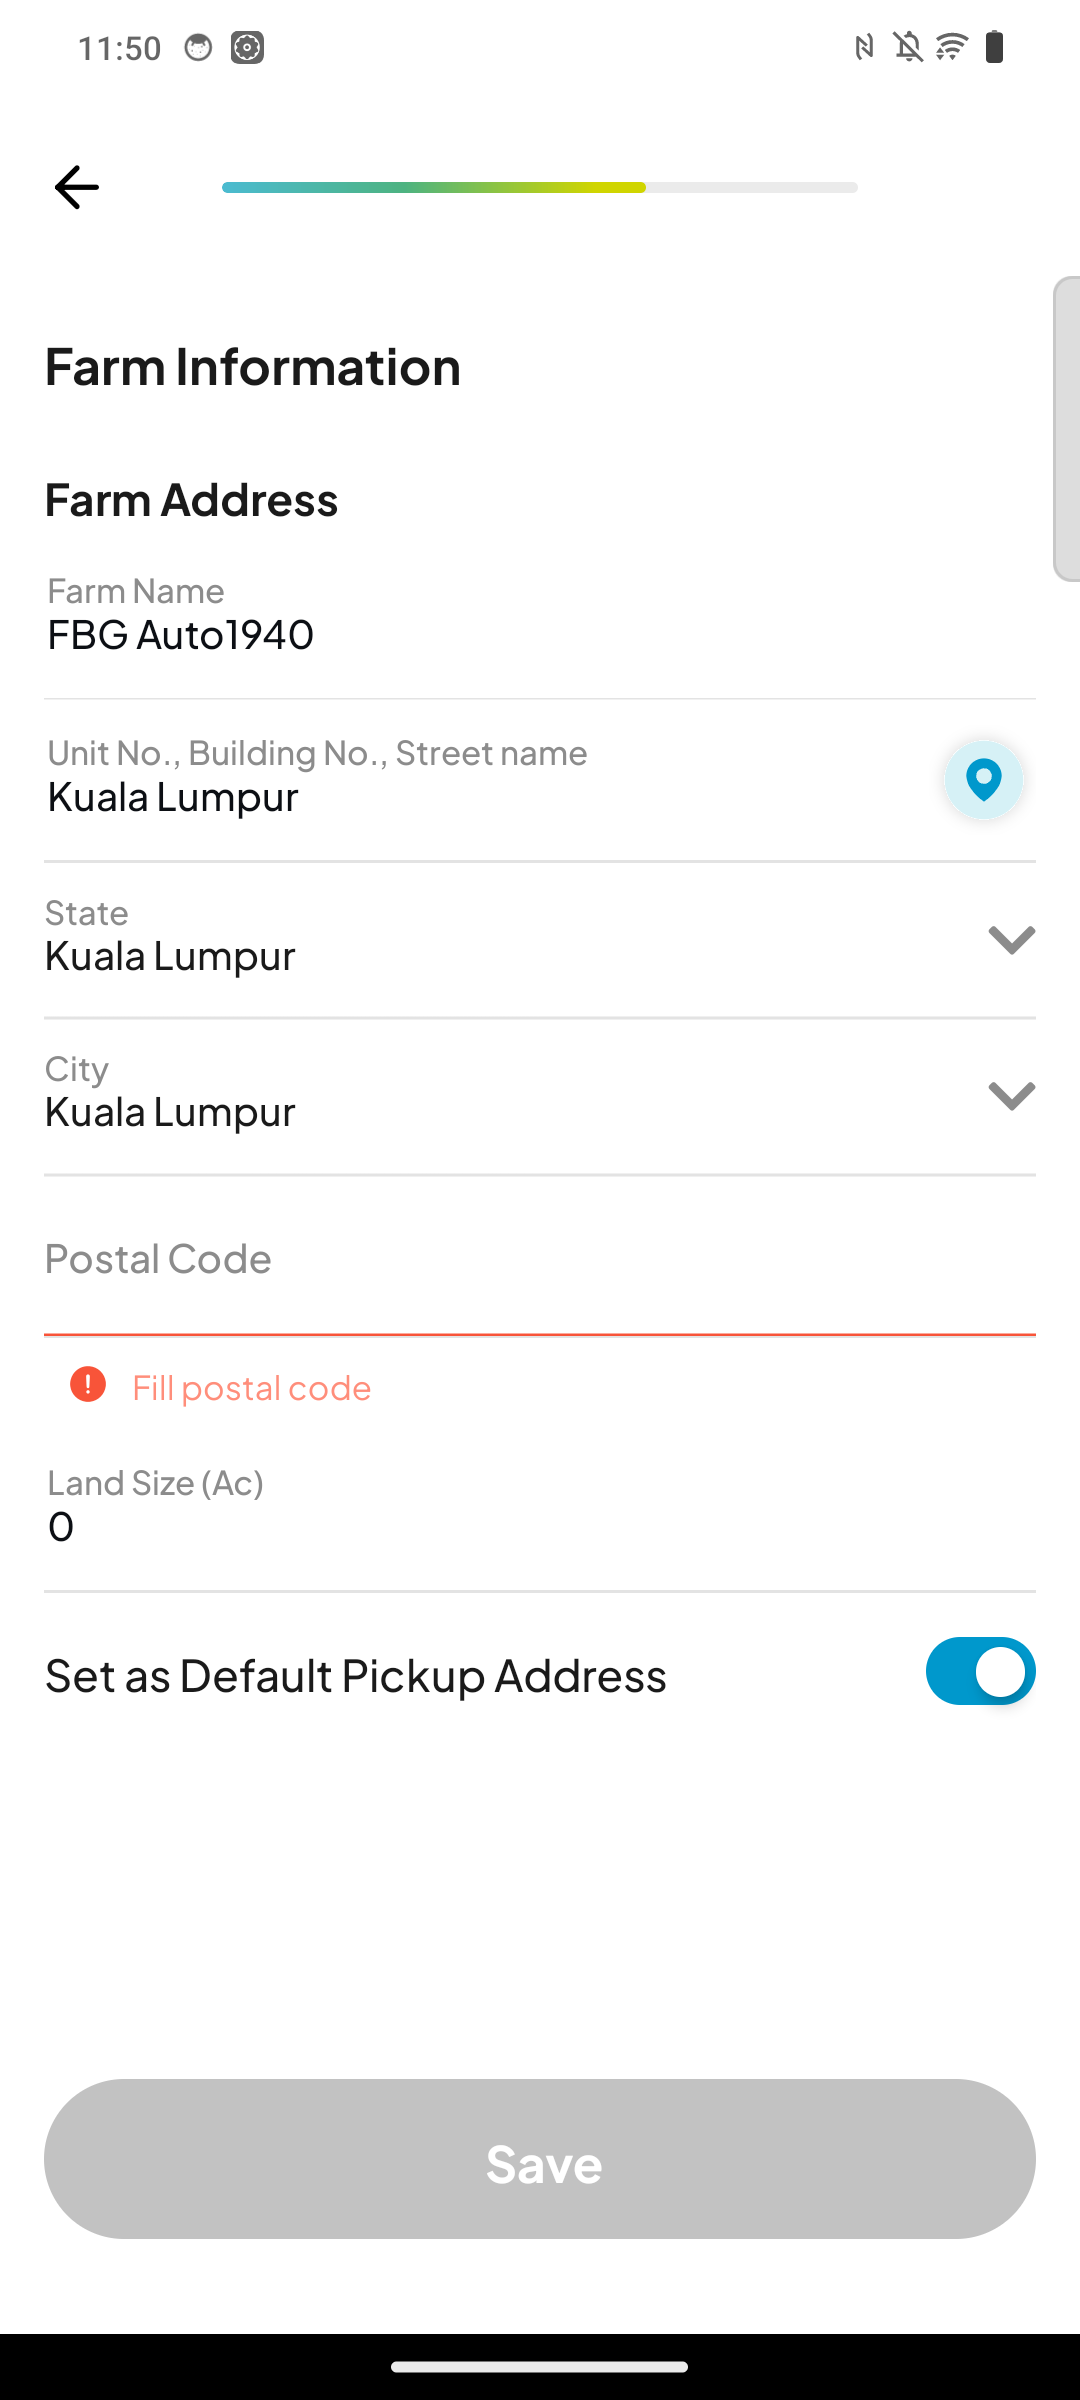 11:50
Farm Information
Farm Address
Farm Name
FBG Auto1940
Unit No., Building No., Street name
Kuala Lumpur
State
Kuala Lumpur
City
Kuala Lumpur
Postal Code
Fill postal code
Land Size (Ac)
0
Set as Default Pickup Address
Save